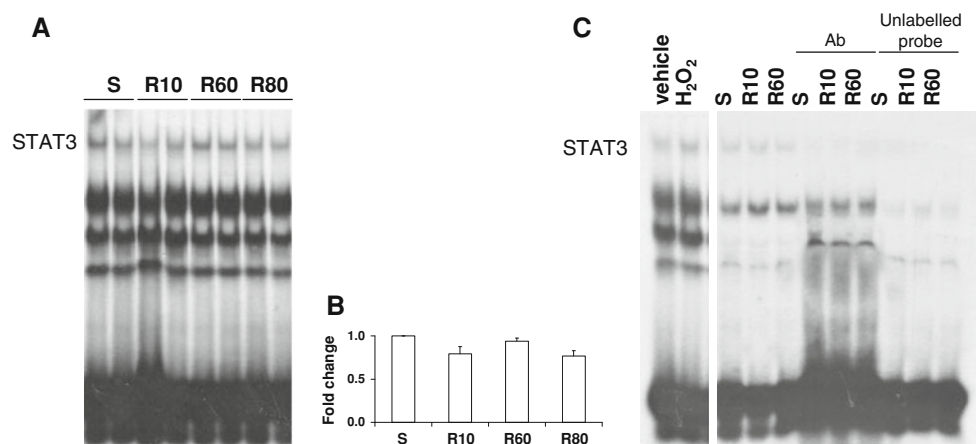 A
S R10 R60 R80
STAT3
B
Fold change
1.0
0.5
0.0
S R10 R60 R80
C
Unlabelled
probe
Ab
vehicle
H2O2
S R10 R60 S R10 R60 S R10 R60
STAT3